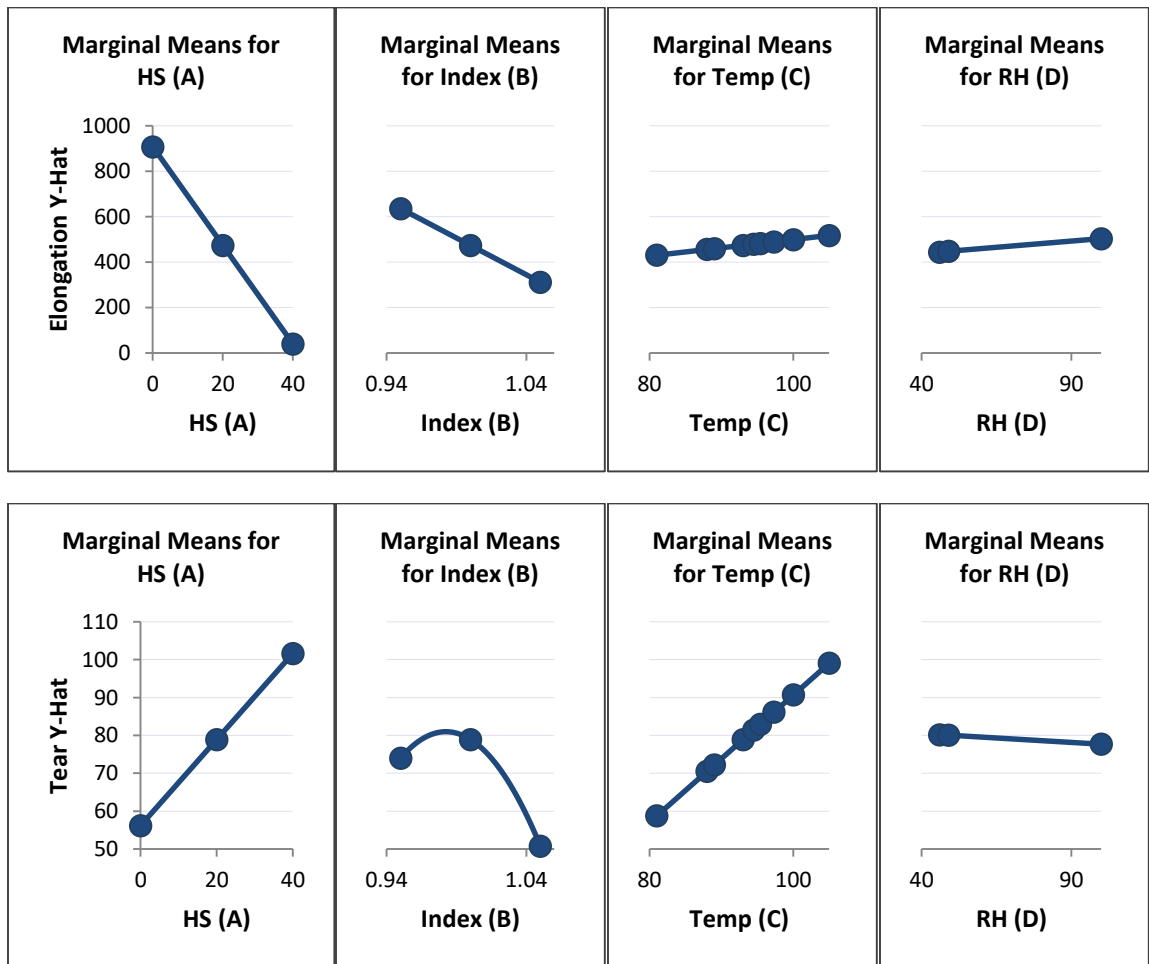 Marginal Means for
HS (A)
Elongation Y-Hat
1000
800
600
400
200
0
0 20 40
HS (A)
Marginal Means
for Index (B)
0.94 1.04
Index (B)
Marginal Means
for Temp (C)
80 100
Temp (C)
Marginal Means
for RH (D)
40 90
RH (D)
Marginal Means for
HS (A)
Tear Y-Hat
110
100
90
80
70
60
50
0 20 40
HS (A)
Marginal Means
for Index (B)
0.94 1.04
Index (B)
Marginal Means
for Temp (C)
80 100
Temp (C)
Marginal Means
for RH (D)
40 90
RH (D)